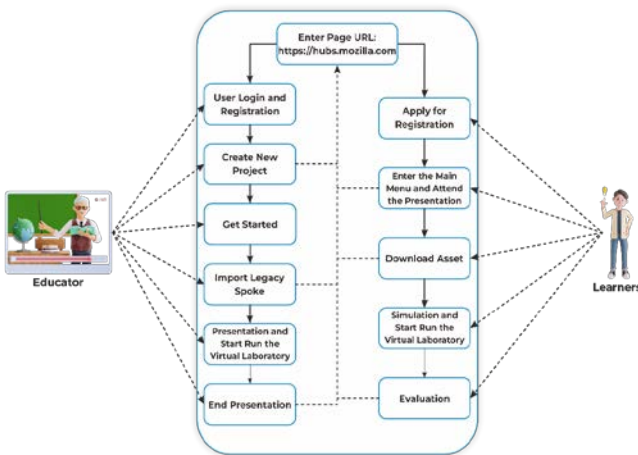 Enter Page URL:
https://hubs.mozilla.com
User Login and
Registration
Apply for
Registration
Create New
Project
Enter the Main
Menu and Attend
the Presentation
Get Started
Download Asset
Import Legacy
Spoke
Simulation and
Start Run the
Virtual Laboratory
Presentation and
Start Run the
Virtual Laboratory
End Presentation
Evaluation
Educator
Learners